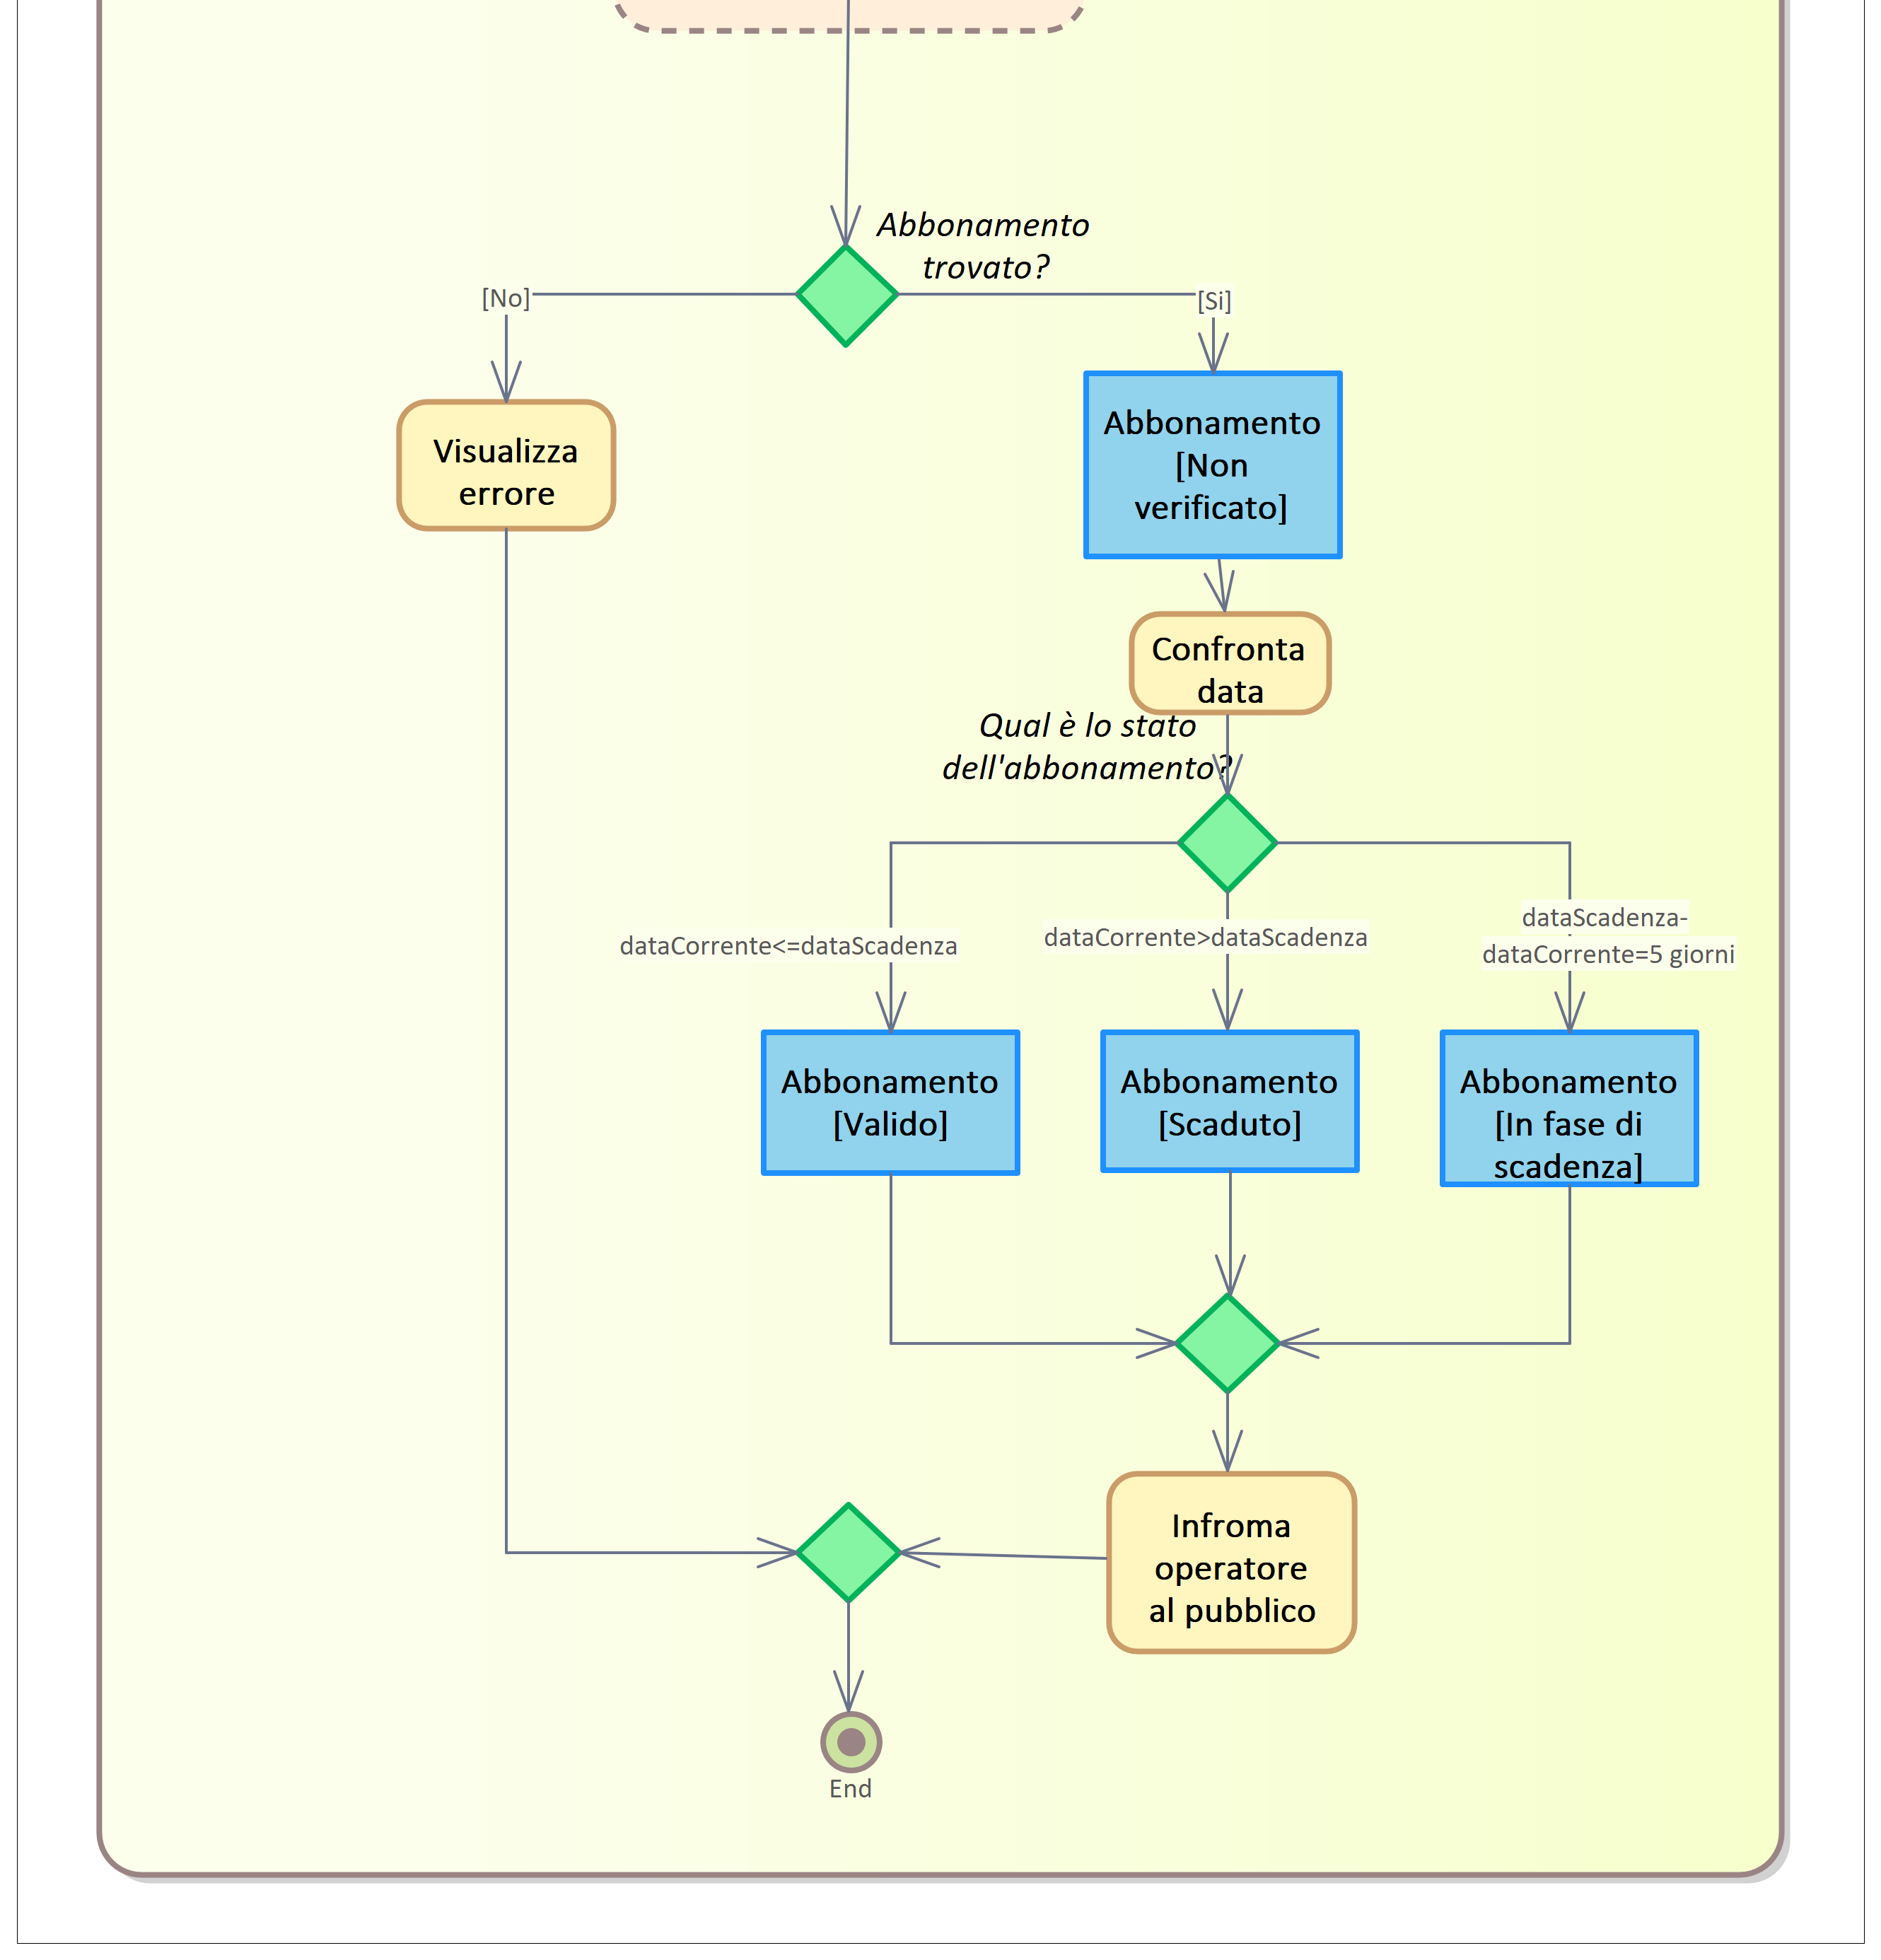 Abbonamento
trovato?
[No]
[Si]
Visualizza
errore
Abbonamento
[Non
verificato]
Confronta
data
Qual è lo stato
dell'abbonamento?
dataCorrente<=dataScadenza
dataCorrente>dataScadenza
dataScadenza-
dataCorrente=5 giorni
Abbonamento
[Valido]
Abbonamento
[Scaduto]
Abbonamento
[In fase di
scadenza]
Infroma
operatore
al pubblico
End